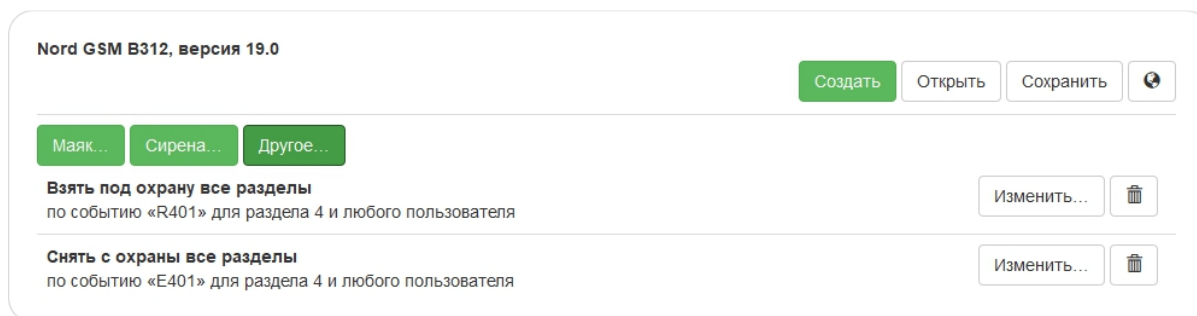 Nord GSM B312, версия 19.0
Создать Открыть Сохранить
Маяк... Сирена... Другое...
Взять под охрану все разделы
по событию «R401» для раздела 4 и любого пользователя
Изменить...
Снять с охраны все разделы
по событию «E401» для раздела 4 и любого пользователя
Изменить...